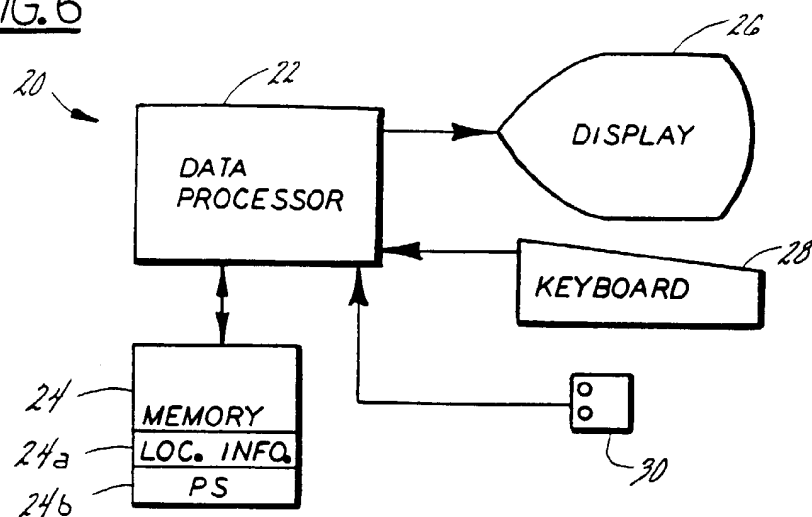 FIG. 6
20
22
26
DATA
PROCESSOR
DISPLAY
28
KEYBOARD
24
MEMORY
24a
LOC. INFO.
24b
PS
30